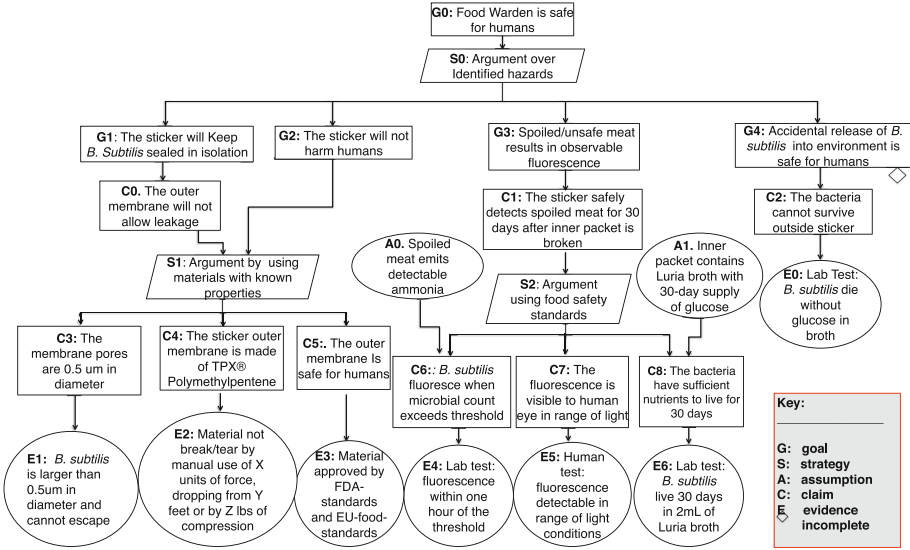 G0: Food Warden is safe
for humans
S0: Argument over
Identified hazards
G1: The sticker will Keep
B. Subtilis sealed in isolation
G2: The sticker will not
harm humans
G3: Spoiled/unsafe meat
results in observable
fluorescence
G4: Accidental release of B.
subtilis into environment is
safe for humans
C0. The outer
membrane will not
allow leakage
C1: The sticker safely
detects spoiled meat for 30
days after inner packet is
broken
C2: The bacteria
cannot survive
outside sticker
S1: Argument by using
materials with known
properties
A0. Spoiled
meat emits
detectable
ammonia
S2: Argument
using food safety
standards
A1. Inner
packet contains
Luria broth with
30-day supply
of glucose
E0: Lab Test:
B. subtilis die
without
glucose in
broth
C3: The
membrane pores
are 0.5 um in
diameter
C4: The sticker outer
membrane is made
of TPX®
Polymethylpentene
C5:. The outer
membrane Is
safe for humans
C6:: B. subtilis
fluoresce when
microbial count
exceeds threshold
C7: The
fluorescence is
visible to human
eye in range of light
C8: The bacteria
have sufficient
nutrients to live for
30 days
E1: B. subtilis
is larger than
0.5um in
diameter and
cannot escape
E2: Material not
break/tear by
manual use of X
units of force,
dropping from Y
feet or by Z lbs of
compression
E3: Material
approved by
FDA-
standards
and EU-food-
standards
E4: Lab test:
fluorescence
within one
hour of the
threshold
E5: Human
test:
fluorescence
detectable in
range of light
conditions
E6: Lab test:
B. subtilis
live 30 days
in 2mL of
Luria broth
Key:
G: goal
S: strategy
A: assumption
C: claim
E evidence
incomplete